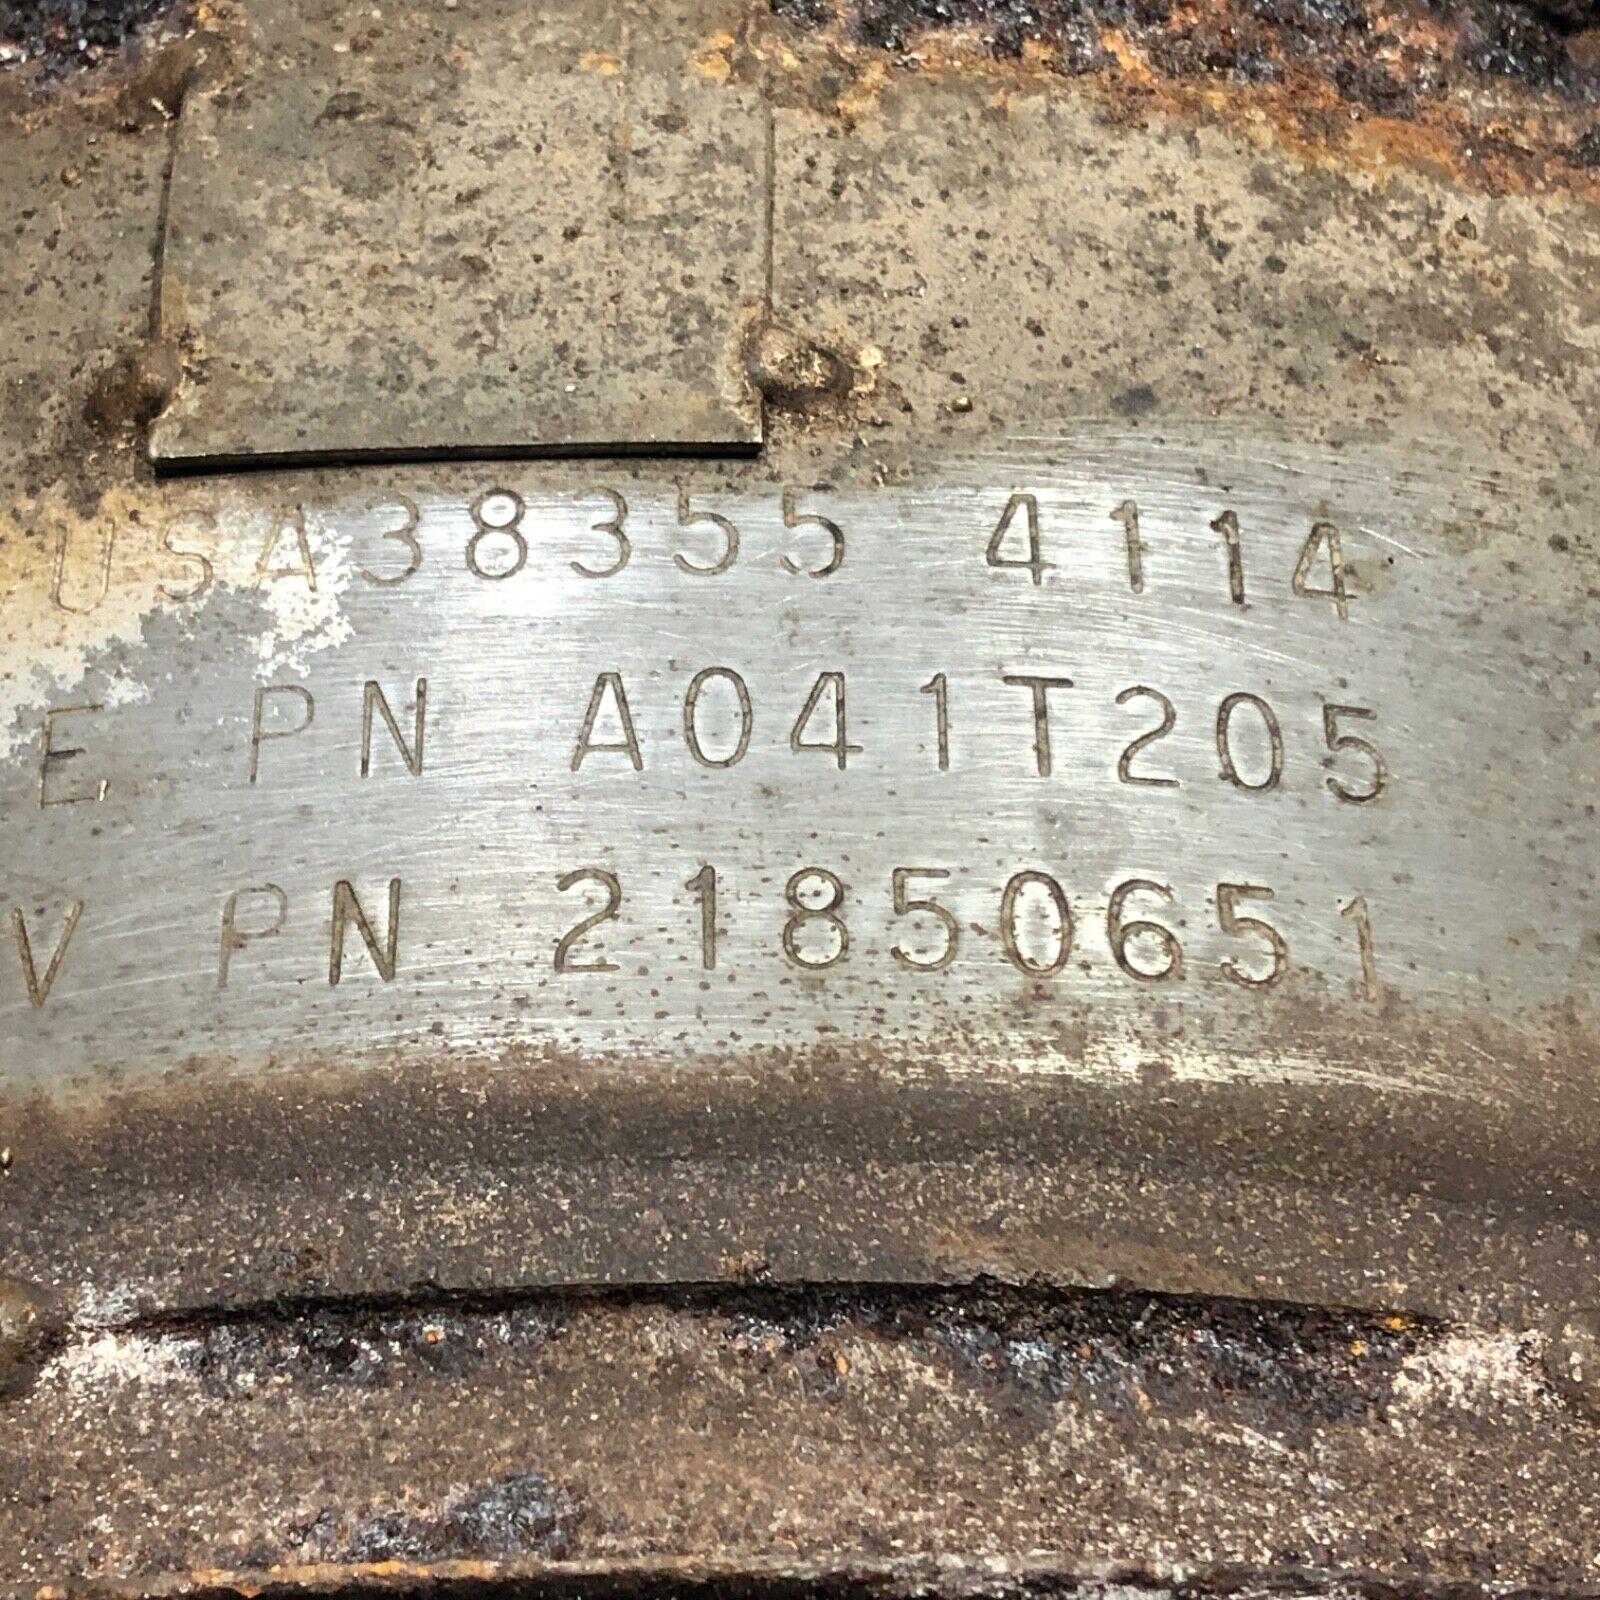 USA38355 4114
E PN A041T205
V PN 21850651